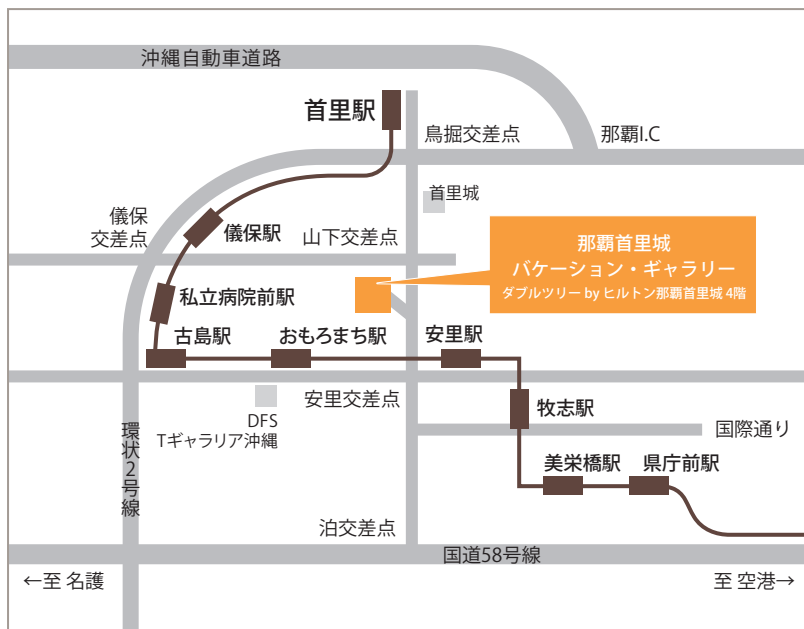 沖縄自動車道路
首里駅
鳥掘交差点
那覇I.C
首里城
儀保
交差点
儀保駅
山下交差点
那覇首里城
バケーション・ギャラリー
ダブルツリー by ヒルトン那覇首里城 4階
私立病院前駅
古島駅
おもろまち駅
安里駅
安里交差点
牧志駅
DFS
Tギャラリア沖縄
国際通り
環状2号線
美栄橋駅
県庁前駅
泊交差点
国道58号線
←至 名護
至 空港→